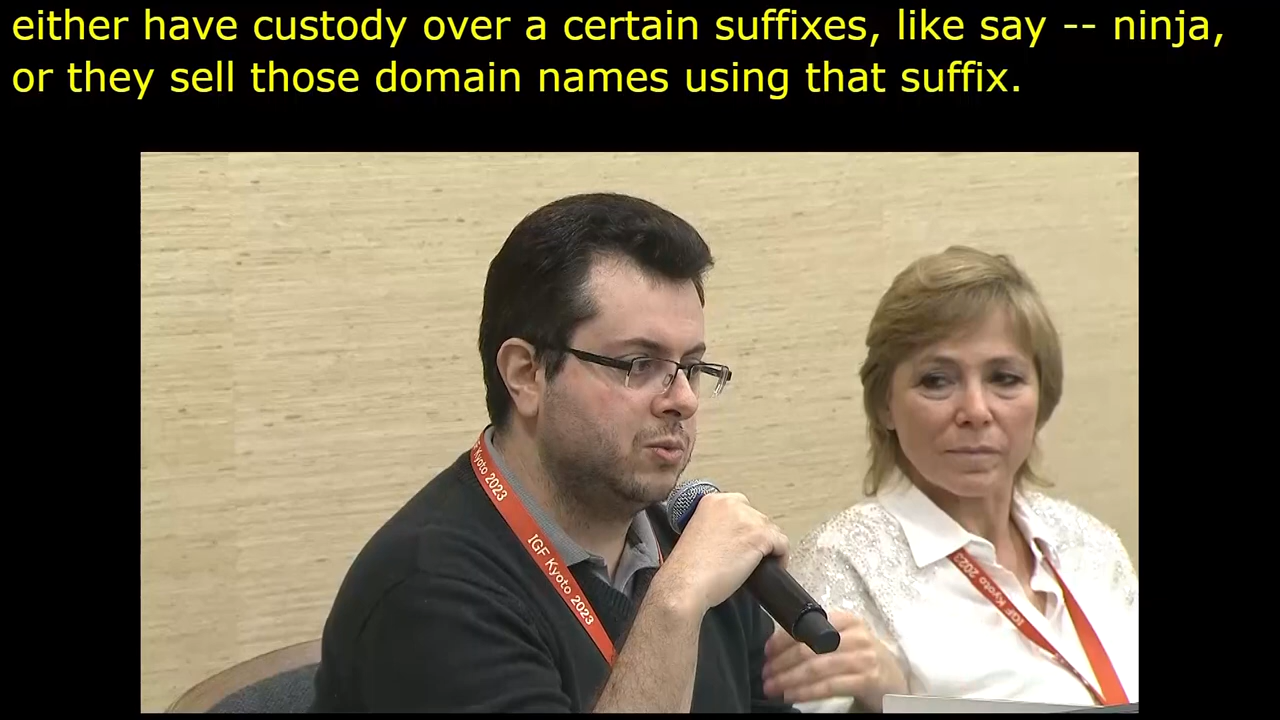 either have custody over a certain suffixes, like say -- ninja,
or they sell those domain names using that suffix.
IGF Kyoto 2023
IGF Kyoto 2023
IGF Kyoto 2023